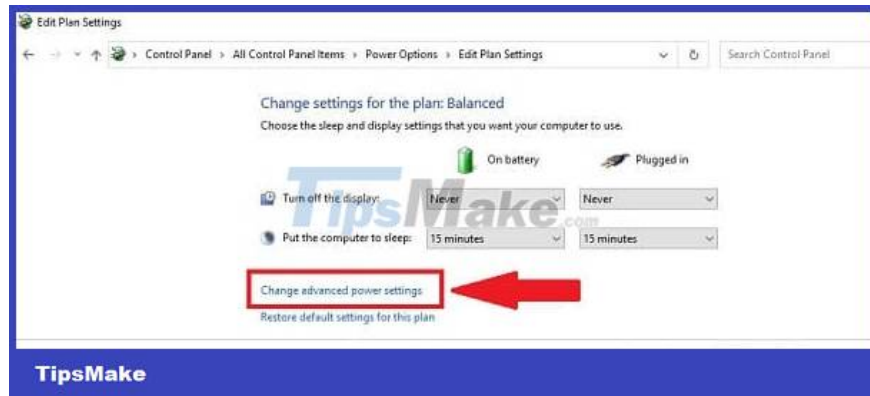 Edit Plan Settings
Control Panel > All Control Panel Items > Power Options > Edit Plan Settings
Search Control Panel
Change settings for the plan: Balanced
Choose the sleep and display settings that you want your computer to use.
On battery
Plugged in
Turn off the display: Never Never
TipsMake.com
Put the computer to sleep: 15 minutes 15 minutes
Change advanced power settings
Restore default settings for this plan
TipsMake